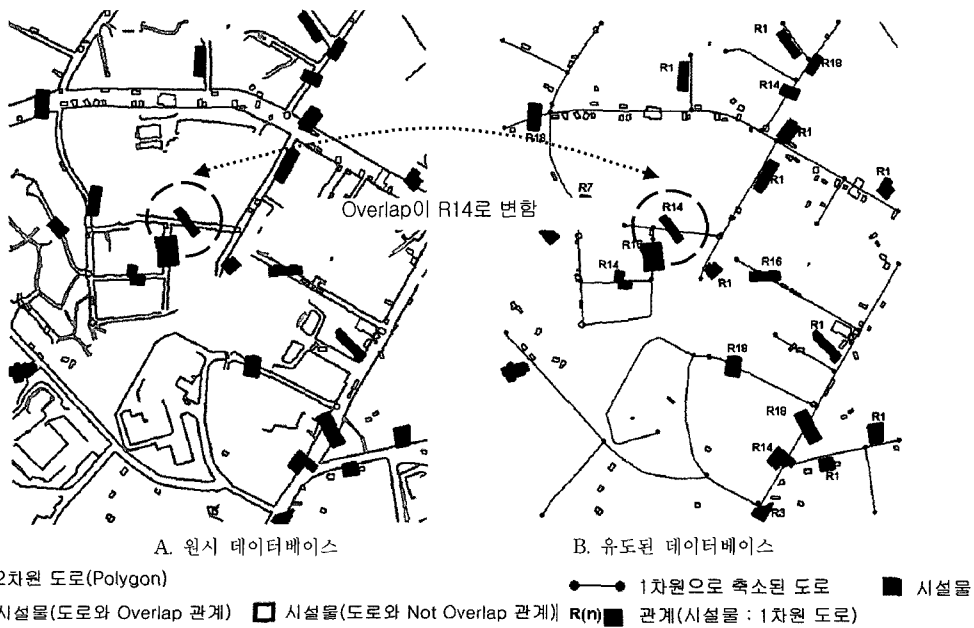 R1
R18
R1
R14
R18
R1
R1
R1
R7
Overlap이 R14로 변함
R14
R14
R16
R1
R1
R18
R18
R1
R14
R1
R3
A. 원시 데이터베이스
B. 유도된 데이터베이스
2차원 도로(Polygon)
1차원으로 축소된 도로
시설물
시설물(도로와 Overlap 관계)
시설물(도로와 Not Overlap 관계)
R(n)
관계(시설물 : 1차원 도로)